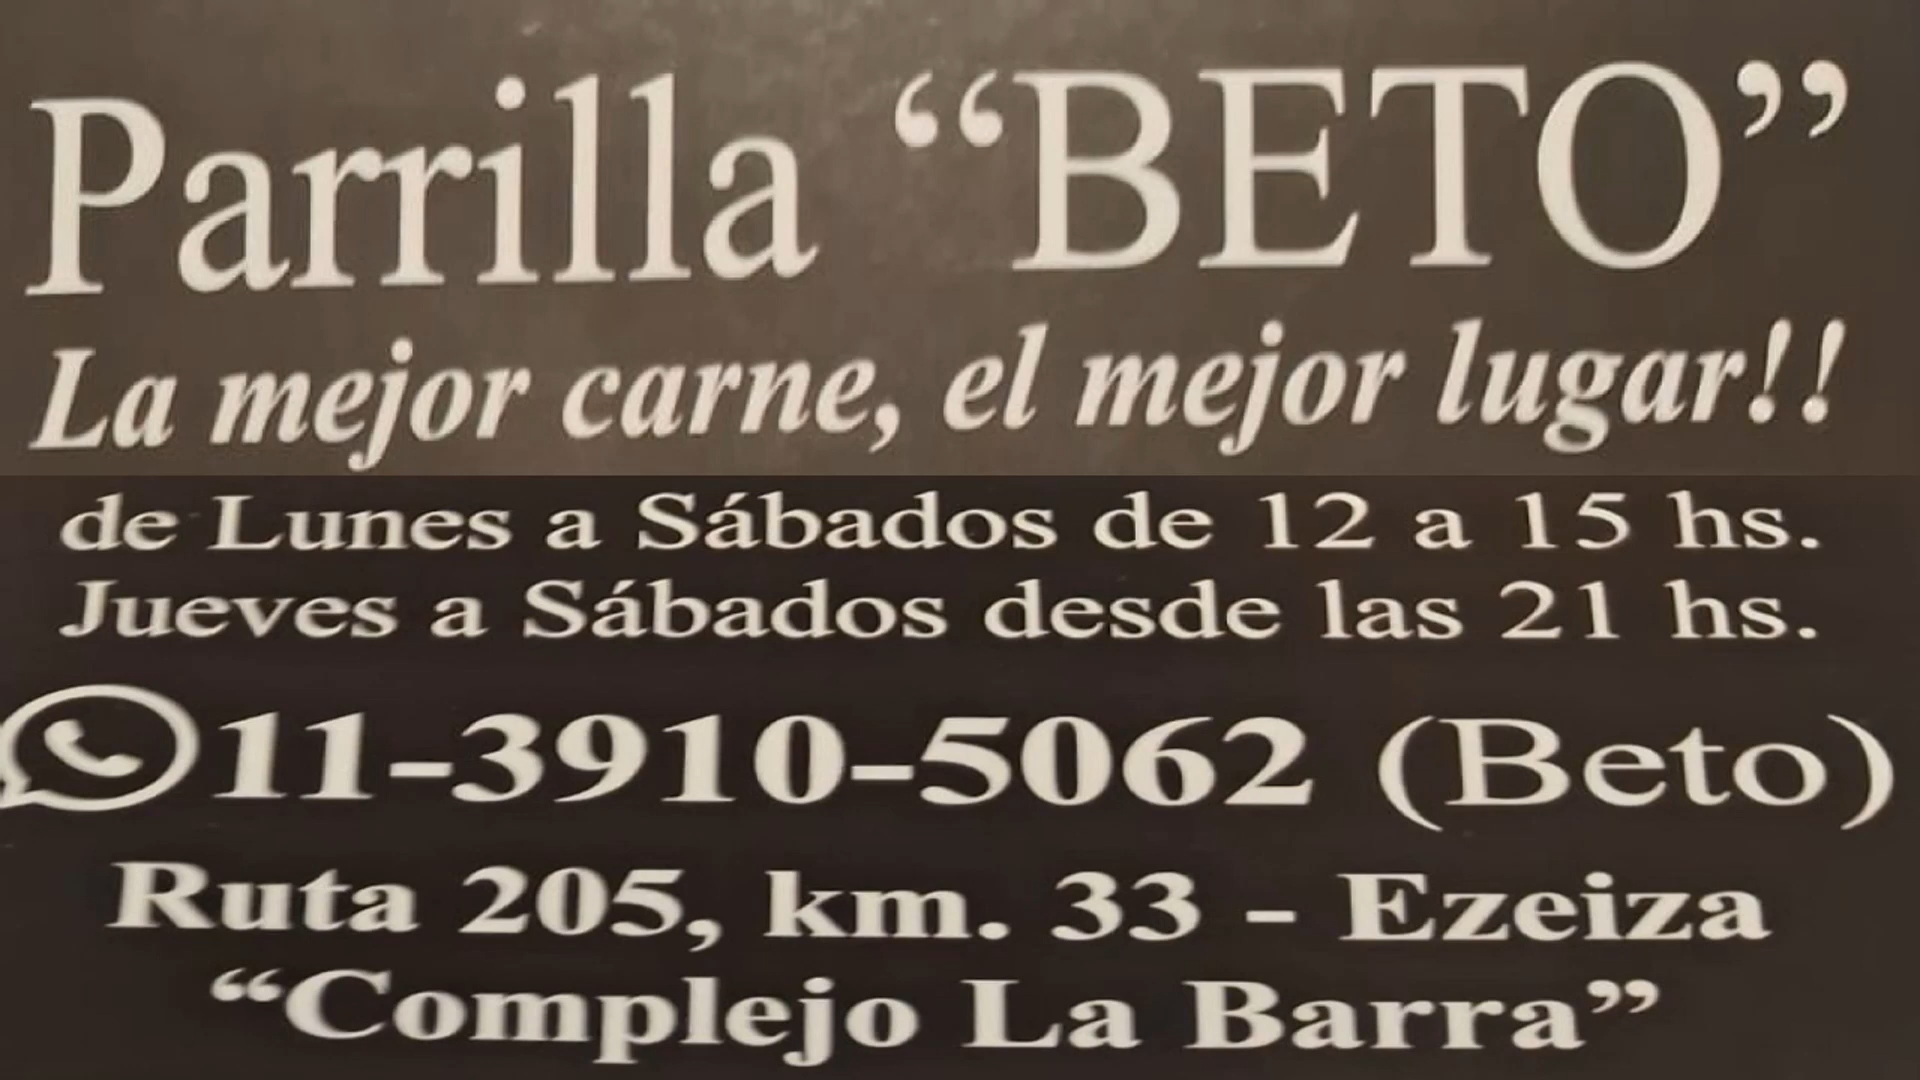 Parrilla “BETO”
La mejor carne, el mejor lugar!!
de Lunes a Sábados de 12 a 15 hs.
Jueves a Sábados desde las 21 hs.
11-3910-5062 (Beto)
Ruta 205, km. 33 - Ezeiza
“Complejo La Barra”